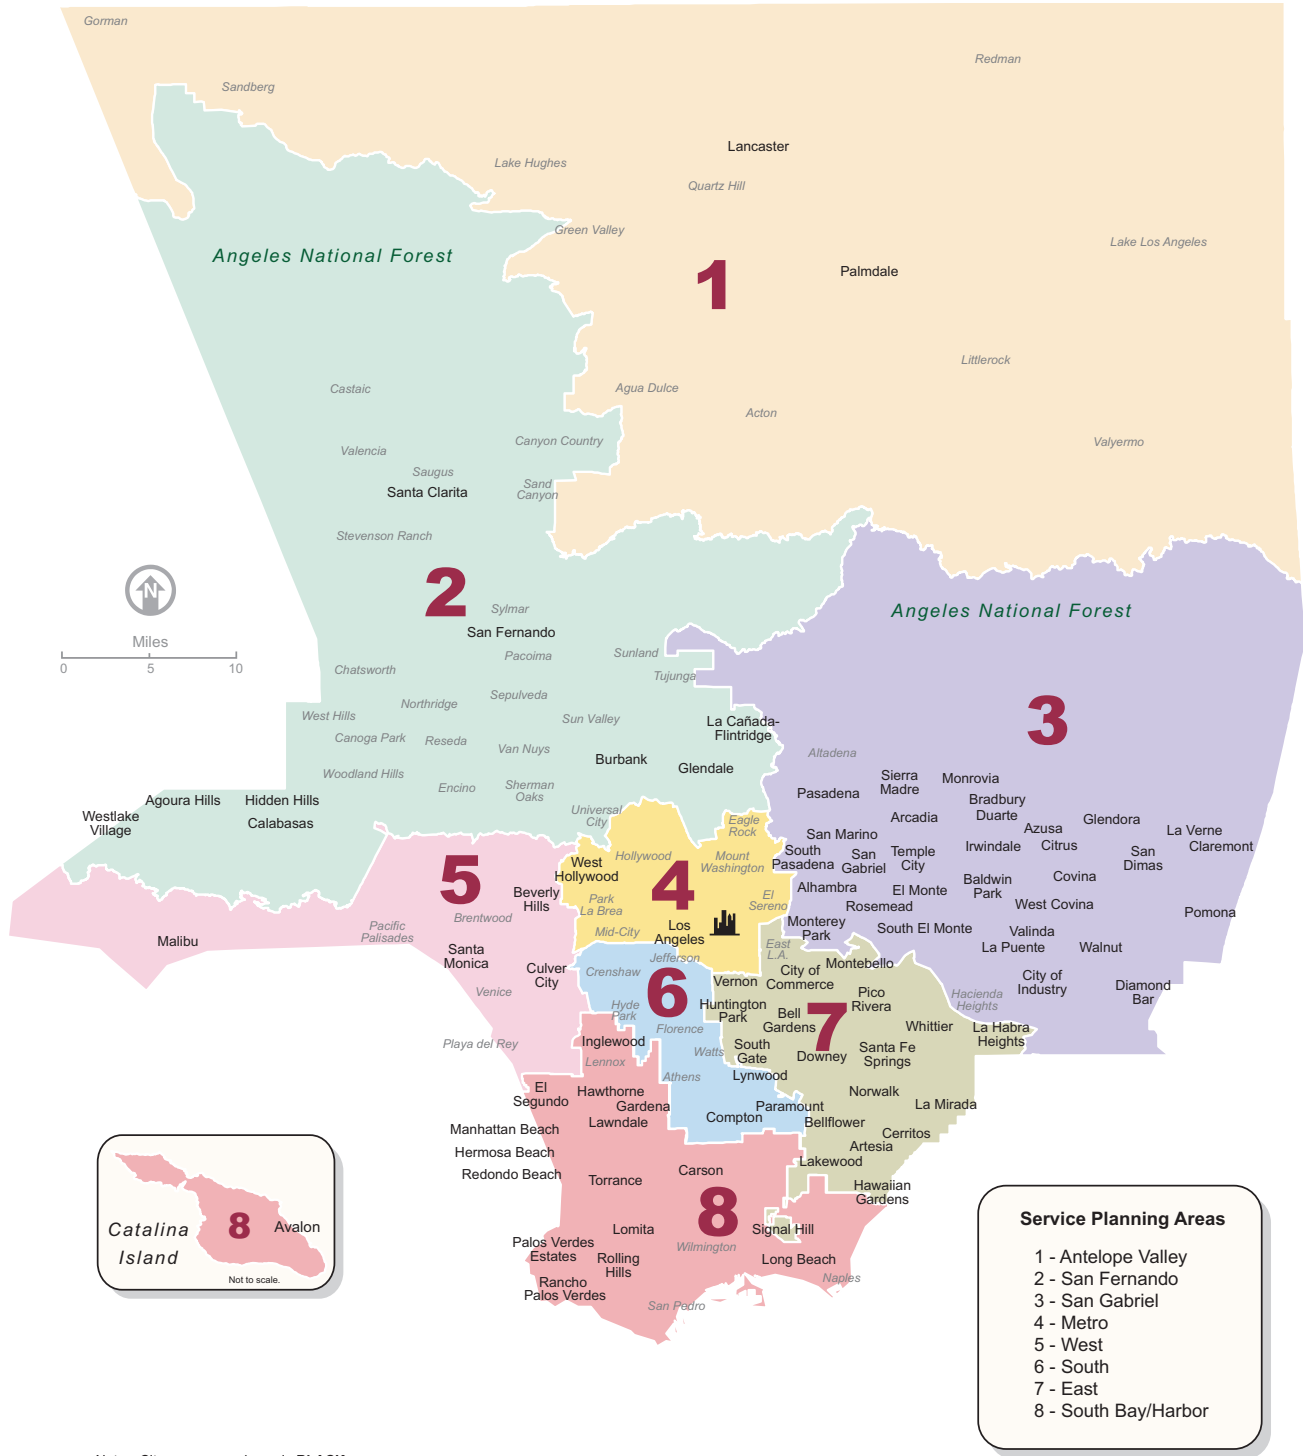 Gorman
Redman
Sandberg
Lancaster
Lake Hughes
Quartz Hill
Green Valley
Lake Los Angeles
Angeles National Forest
1
Palmdale
Littlerock
Castaic
Agua Dulce
Acton
Canyon Country
Valyermo
Valencia
Saugus
Santa Clarita
Sand
Canyon
Stevenson Ranch
N
Miles
0
5
10
2
Sylmar
San Fernando
Angeles National Forest
Pacoima
Sunland
Chatsworth
Tujunga
Sepulveda
Northridge
West Hills
Sun Valley
La Cañada-
Flintridge
3
Canoga Park
Reseda
Van Nuys
Burbank
Glendale
Altadena
Woodland Hills
Encino
Sherman
Oaks
Sierra
Madre
Monrovia
Pasadena
Bradbury
Duarte
Agoura Hills
Hidden Hills
Calabasas
Westlake
Village
Universal
City
Eagle
Rock
Arcadia
Glendora
San Marino
Azusa
Citrus
La Verne
Claremont
Irwindale
South
Pasadena
San
Gabriel
Temple
City
San
Dimas
Hollywood
Mount
Washington
West
Hollywood
5
4
Beverly
Hills
Park
La Brea
El
Sereno
Alhambra
El Monte
Baldwin
Park
Covina
Rosemead
West Covina
Pomona
Brentwood
Pacific
Palisades
Mid-City
Los
Angeles
Monterey
Park
South El Monte
Valinda
La Puente
Walnut
Malibu
Santa
Monica
Culver
City
Jefferson
Crenshaw
6
East
L.A.
City of
Commerce
Montebello
Vernon
City of
Industry
Diamond
Bar
Venice
Hyde
Park
Huntington
Park
Bell
Gardens
7
Pico
Rivera
Hacienda
Heights
Whittier
La Habra
Heights
Florence
Playa del Rey
Inglewood
Lennox
Watts
South
Gate
Downey
Santa Fe
Springs
Athens
Lynwood
El
Segundo
Hawthorne
Gardena
Lawndale
Norwalk
La Mirada
Paramount
Compton
Bellflower
Manhattan Beach
Cerritos
Artesia
Hermosa Beach
Lakewood
Redondo Beach
Torrance
Carson
Hawaiian
Gardens
8
Lomita
Signal Hill
Wilmington
Palos Verdes
Estates
Rolling
Hills
Long Beach
Rancho
Palos Verdes
Naples
San Pedro
Catalina
Island
8
Avalon
Not to scale.
Service Planning Areas
1 - Antelope Valley
2 - San Fernando
3 - San Gabriel
4 - Metro
5 - West
6 - South
7 - East
8 - South Bay/Harbor